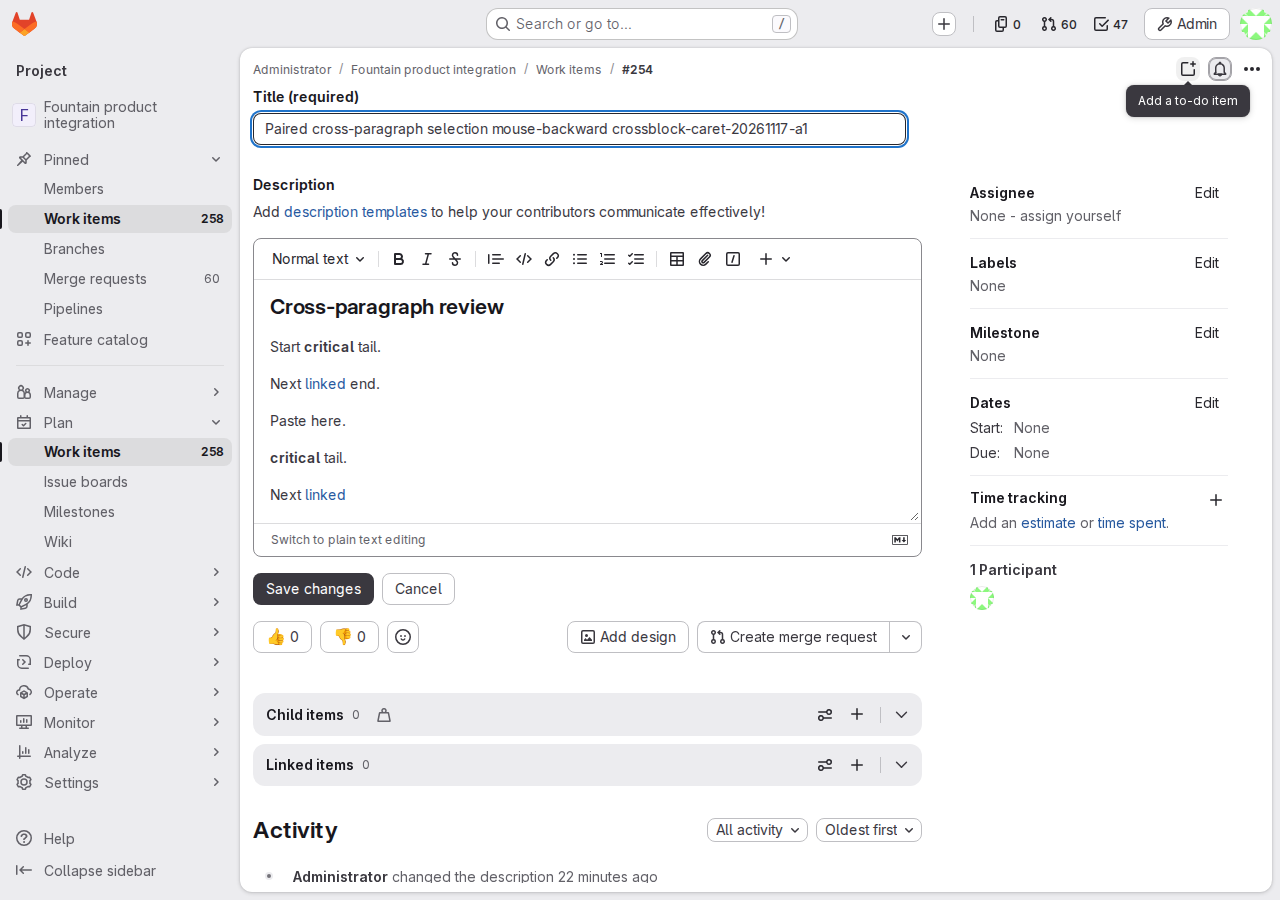 Search or go to...
/
0
60
47
Admin
Project
F
Fountain product integration
Pinned
Members
Work items 258
Branches
Merge requests 60
Pipelines
Feature catalog
Manage
Plan
Work items 258
Issue boards
Milestones
Wiki
Code
Build
Secure
Deploy
Operate
Monitor
Analyze
Settings
Help
Collapse sidebar
Administrator / Fountain product integration / Work items / #254
Add a to-do item
Title (required)
Paired cross-paragraph selection mouse-backward crossblock-caret-20261117-a1
Description
Add description templates to help your contributors communicate effectively!
Normal text
Cross-paragraph review
Start critical tail.
Next linked end.
Paste here.
critical tail.
Next linked
Switch to plain text editing
Save changes
Cancel
👍 0
👎 0
Add design
Create merge request
Child items 0
Linked items 0
Activity
All activity
Oldest first
Administrator changed the description 22 minutes ago
Assignee
Edit
None - assign yourself
Labels
Edit
None
Milestone
Edit
None
Dates
Edit
Start: None
Due: None
Time tracking
Add an estimate or time spent.
1 Participant